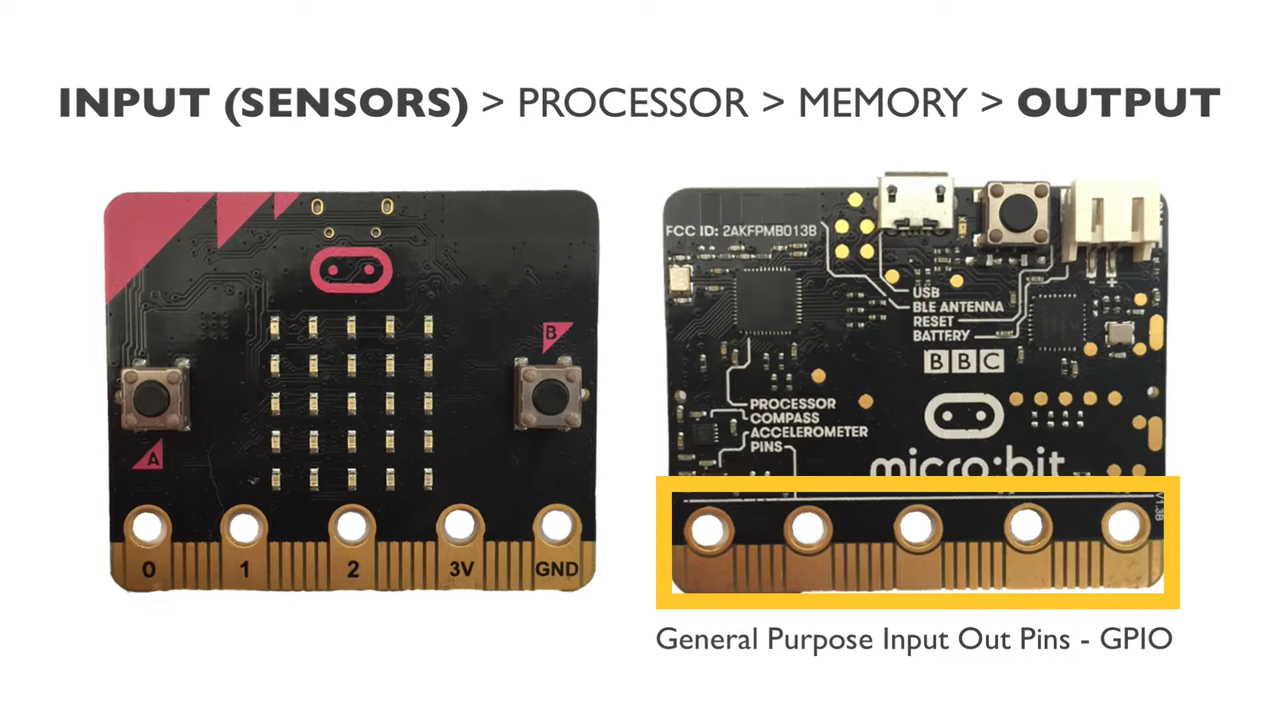 INPUT (SENSORS) > PROCESSOR > MEMORY > OUTPUT
FCC ID: 2AKFPMB013B
USB
BLE ANTENNA
RESET
BATTERY
BBC
B
A
PROCESSOR
COMPASS
ACCELEROMETER
PINS
micro:bit
V1.3B
0 1 2 3V GND
General Purpose Input Out Pins - GPIO